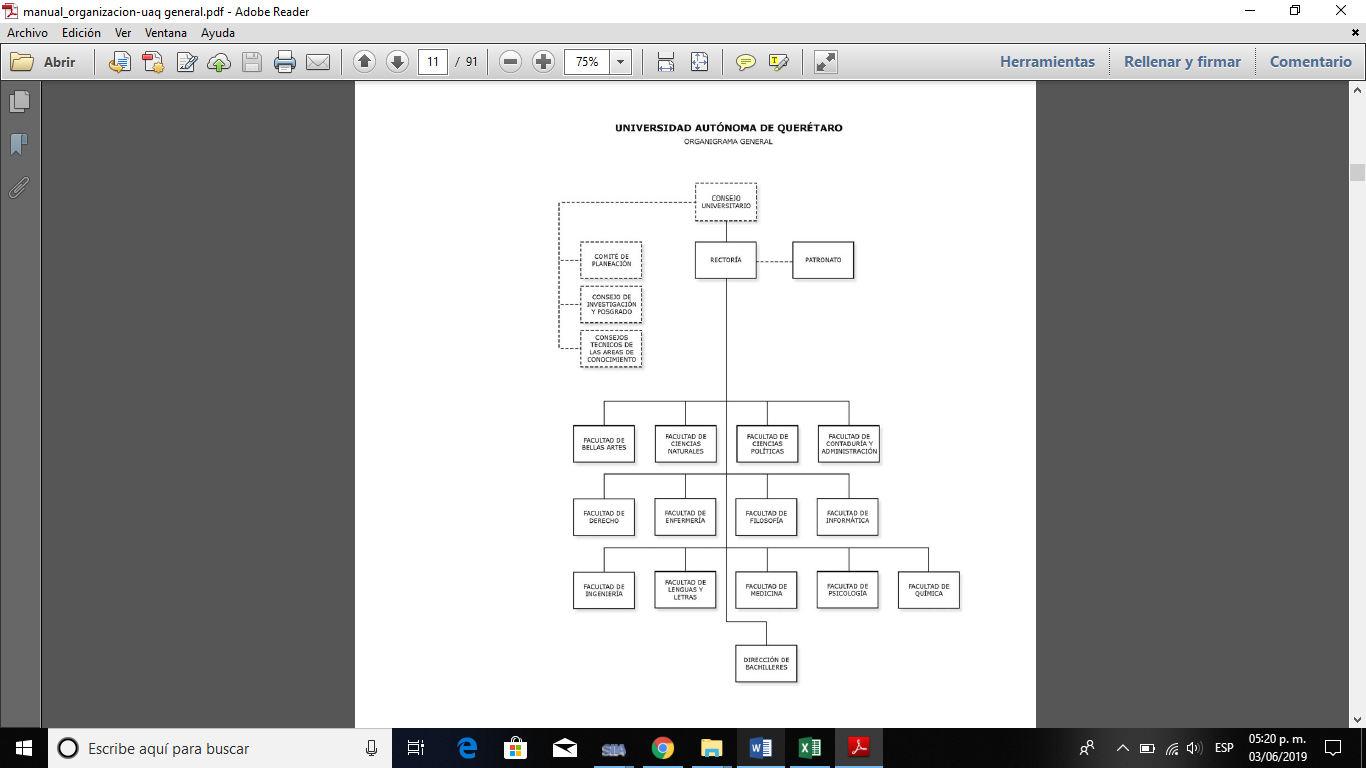 manual_organizacion-uaq general.pdf - Adobe Reader
Archivo Edición Ver Ventana Ayuda
Abrir 11 / 91 75% Herramientas Rellenar y firmar Comentario
UNIVERSIDAD AUTÓNOMA DE QUERÉTARO
ORGANIGRAMA GENERAL
CONSEJO
UNIVERSITARIO
COMITÉ DE
PLANEACIÓN
RECTORÍA
PATRONATO
CONSEJO DE
INVESTIGACIÓN
Y POSGRADO
CONSEJOS
TECNICOS DE
LAS AREAS DE
CONOCIMIENTO
FACULTAD DE
BELLAS ARTES
FACULTAD DE
CIENCIAS
NATURALES
FACULTAD DE
CIENCIAS
POLÍTICAS
FACULTAD DE
CONTADURÍA Y
ADMINISTRACIÓN
FACULTAD DE
DERECHO
FACULTAD DE
ENFERMERÍA
FACULTAD DE
FILOSOFÍA
FACULTAD DE
INFORMÁTICA
FACULTAD DE
INGENIERÍA
FACULTAD DE
LENGUAS Y
LETRAS
FACULTAD DE
MEDICINA
FACULTAD DE
PSICOLOGÍA
FACULTAD DE
QUÍMICA
DIRECCIÓN DE
BACHILLERES
Escribe aquí para buscar
ESP
05:20 p. m.
03/06/2019